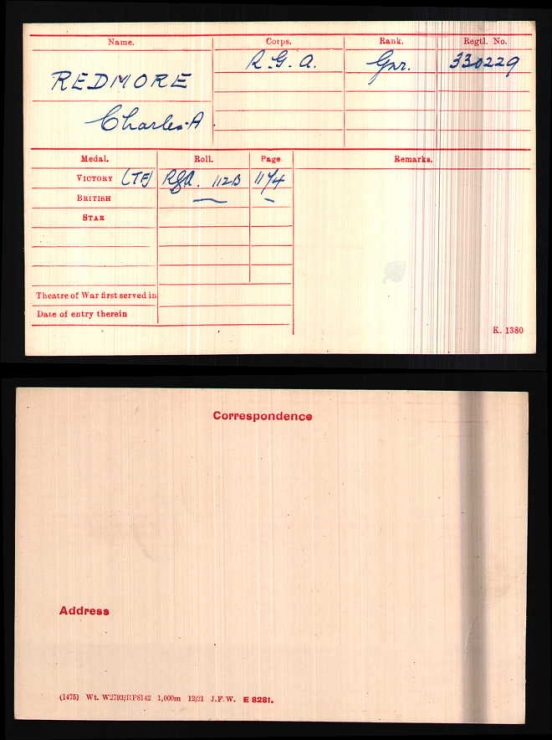 Name. Corps. Rank. Regtl. No.
REDMORE R.G.A. Gnr. 330229
Charles A
Medal. Roll. Page Remarks.
VICTORY (TF) RGA. 112B 1174
BRITISH
STAR
Theatre of War first served in
Date of entry therein
K. 1380
Correspondence
Address
(1475) Wt. 1,000m 12/21 J.F.W. E 8281.